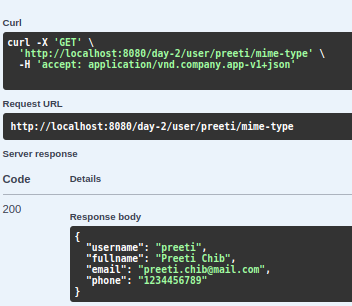 Curl
curl -X 'GET' \
  'http://localhost:8080/day-2/user/preeti/mime-type' \
  -H 'accept: application/vnd.company.app-v1+json'
Request URL
http://localhost:8080/day-2/user/preeti/mime-type
Server response
Code Details
200
Response body
{
  "username": "preeti",
  "fullname": "Preeti Chib",
  "email": "preeti.chib@mail.com",
  "phone": "1234456789"
}